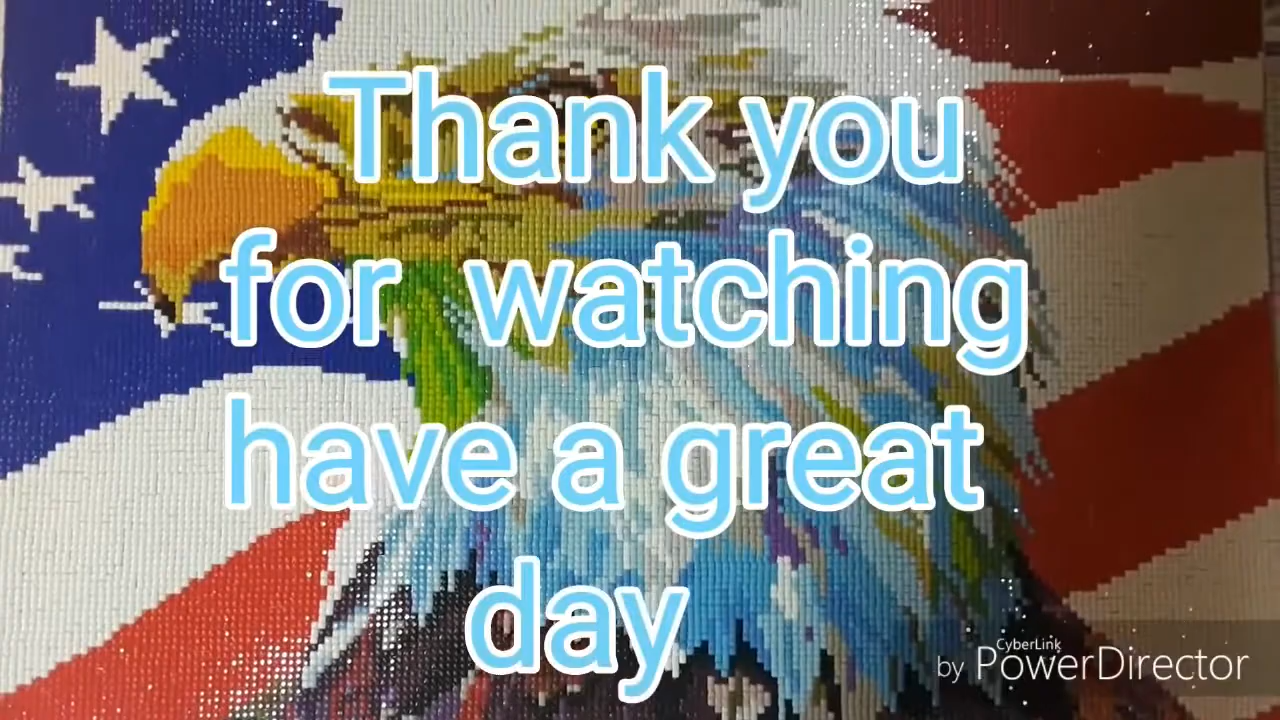 Thank you
for watching
have a great
day
CyberLink
by PowerDirector